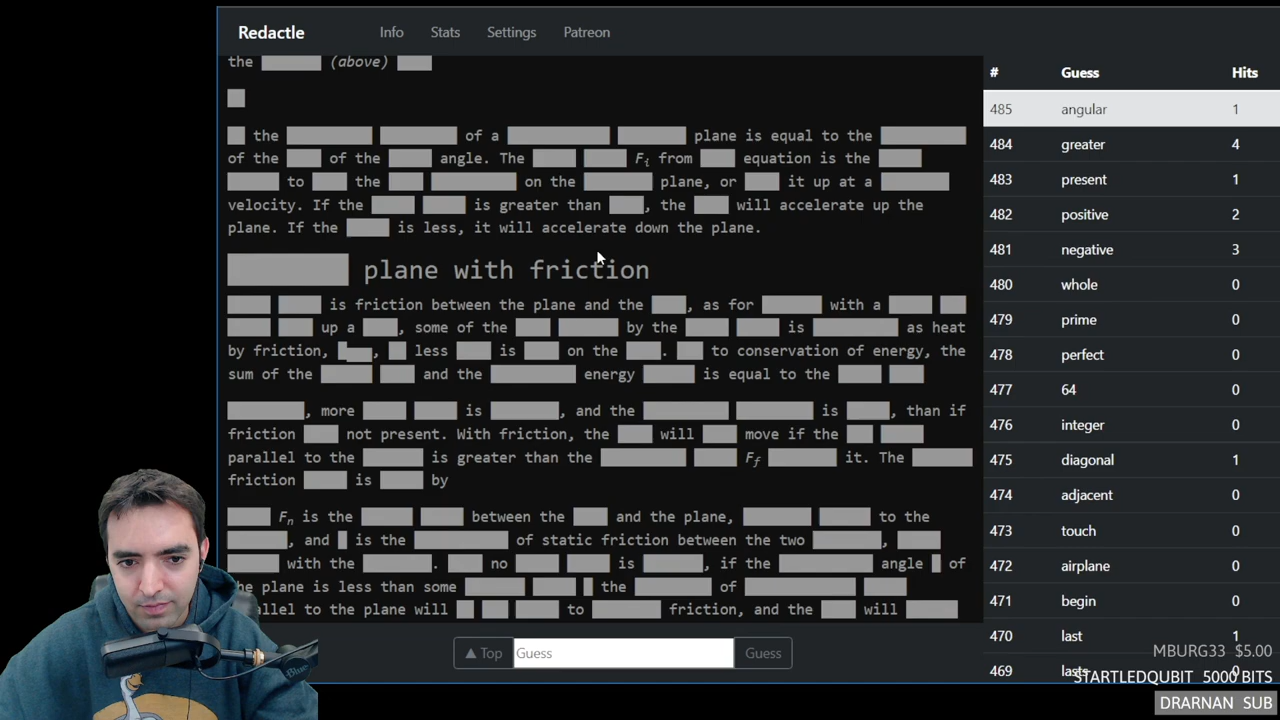 Redactle Info Stats Settings Patreon
the (above)
the of a plane is equal to the
of the of the angle. The Fi from equation is the
to the on the plane, or it up at a
velocity. If the is greater than , the will accelerate up the
plane. If the is less, it will accelerate down the plane.
plane with friction
is friction between the plane and the , as for with a
up a , some of the by the is as heat
by friction, , less is on the . to conservation of energy, the
sum of the and the energy is equal to the
, more is , and the is , than if
friction not present. With friction, the will move if the
parallel to the is greater than the Ff it. The
friction is by
Fn is the between the and the plane, to the
, and is the of static friction between the two ,
with the . no is , if the angle of
the plane is less than some the of
parallel to the plane will to friction, and the will
▲ Top Guess Guess
# Guess Hits
485 angular 1
484 greater 4
483 present 1
482 positive 2
481 negative 3
480 whole 0
479 prime 0
478 perfect 0
477 64 0
476 integer 0
475 diagonal 1
474 adjacent 0
473 touch 0
472 airplane 0
471 begin 0
470 last 1
469 lasts 0
MBURG33 $5.00
STARTLEDQUBIT 5000 BITS
DRARNAN SUB
Blue